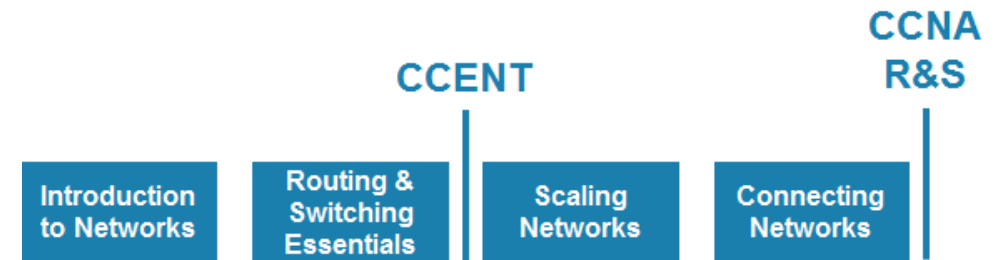 CCNA
R&S
CCENT
Introduction
to Networks
Routing &
Switching
Essentials
Scaling
Networks
Connecting
Networks